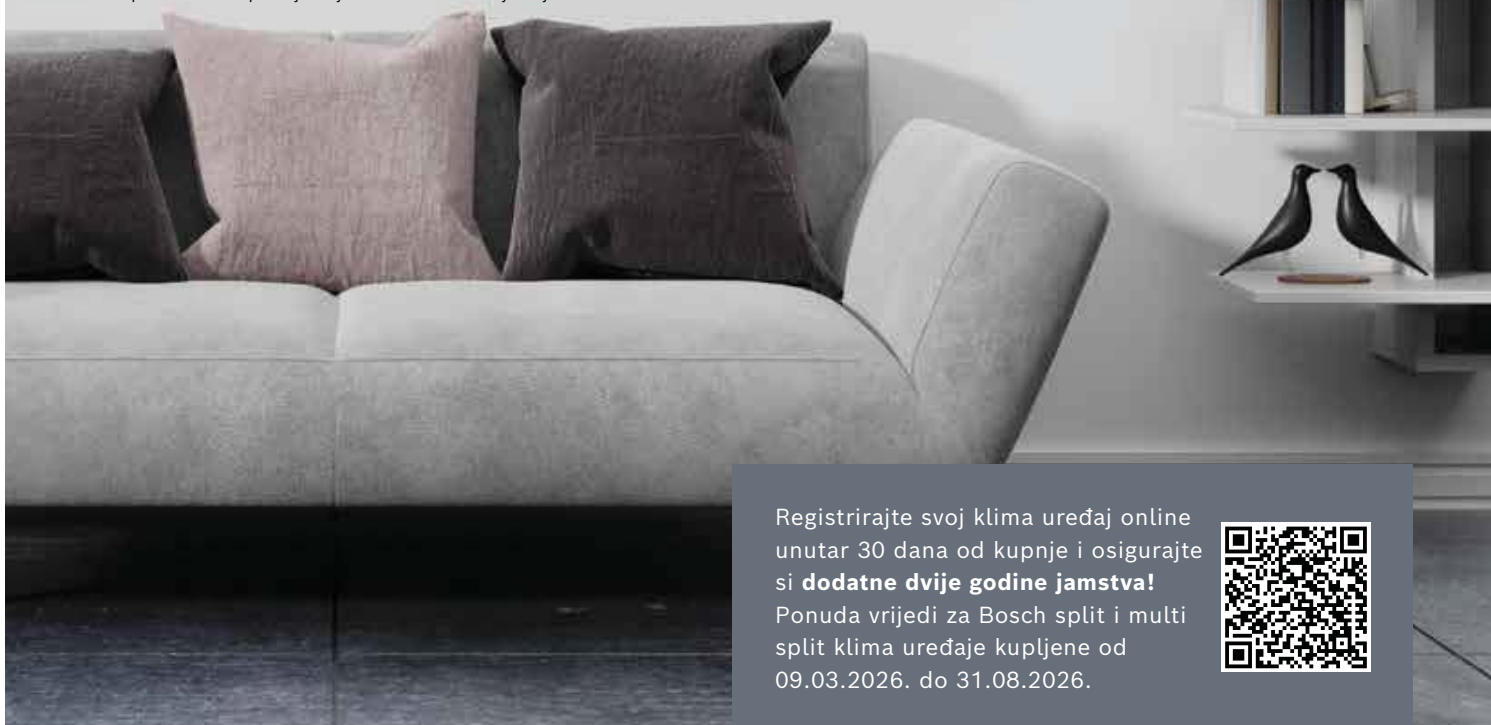 Registrirajte svoj klima uređaj online
unutar 30 dana od kupnje i osigurajte
si dodatne dvije godine jamstva!
Ponuda vrijedi za Bosch split i multi
split klima uređaje kupljene od
09.03.2026. do 31.08.2026.